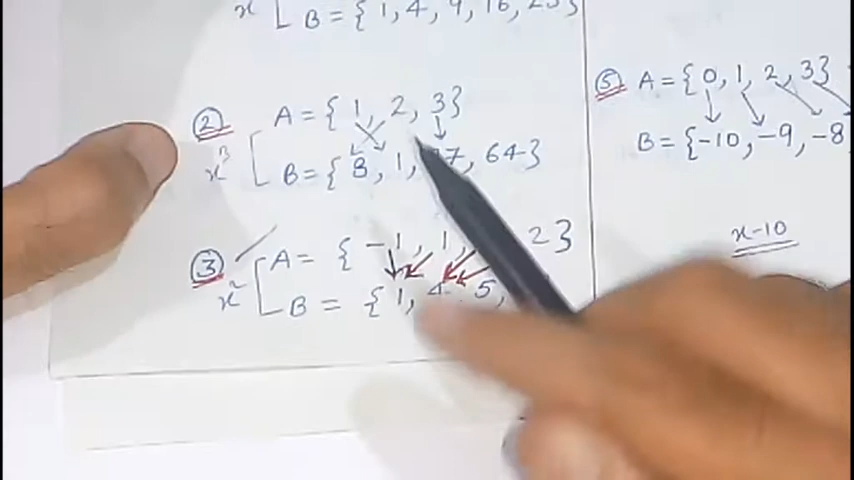 x [ B = { 1, 4, 9, 16, 25}
② A = { 1, 2, 3}
x³ [ B = { 8, 1, 27, 64}
③ A = { -1, 1, 2}
x² [ B = { 1, 4, 5,
⑤ A = {0, 1, 2, 3}
B = {-10, -9, -8
x-10